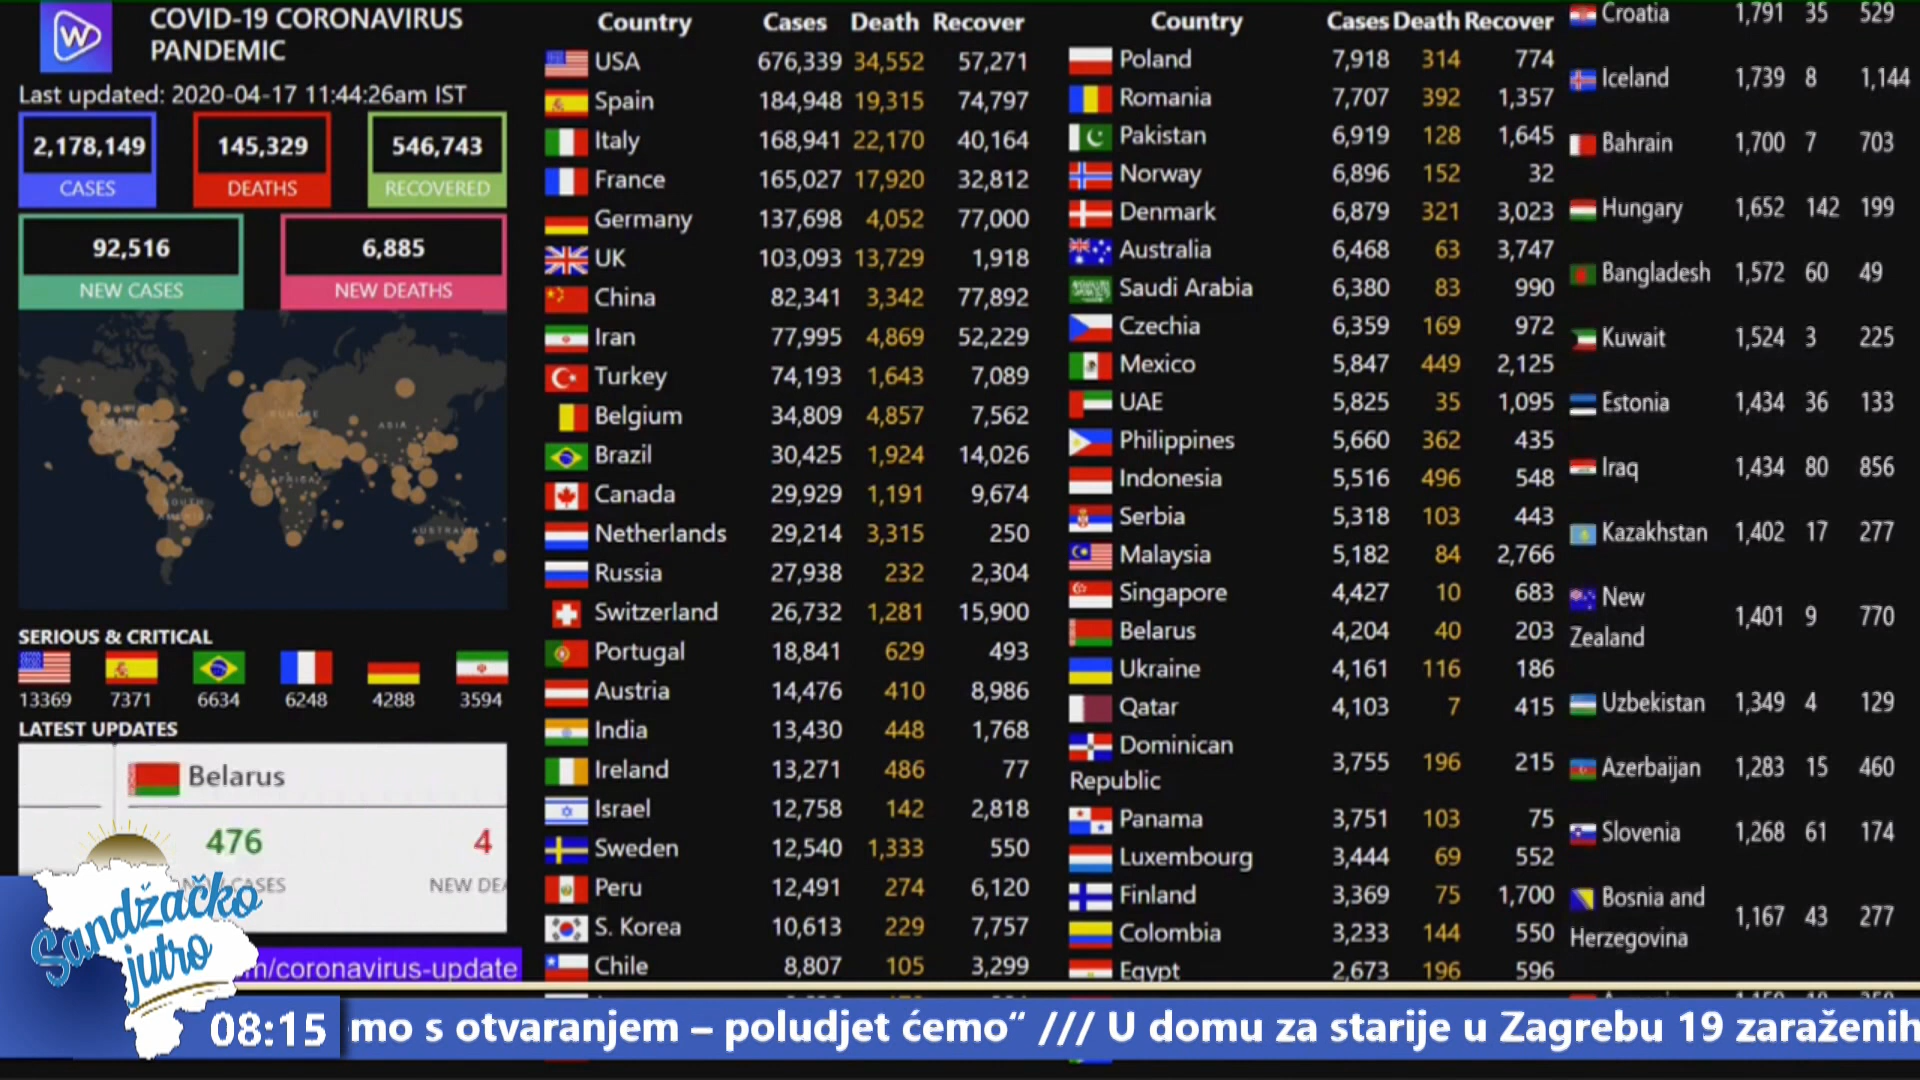 COVID-19 CORONAVIRUS
PANDEMIC
Last updated: 2020-04-17 11:44:26am IST
2,178,149
CASES
145,329
DEATHS
546,743
RECOVERED
92,516
NEW CASES
6,885
NEW DEATHS
SERIOUS & CRITICAL
13369 7371 6634 6248 4288 3594
LATEST UPDATES
Belarus
476 4
CASES NEW DEA
m/coronavirus-update
Country Cases Death Recover
USA 676,339 34,552 57,271
Spain 184,948 19,315 74,797
Italy 168,941 22,170 40,164
France 165,027 17,920 32,812
Germany 137,698 4,052 77,000
UK 103,093 13,729 1,918
China 82,341 3,342 77,892
Iran 77,995 4,869 52,229
Turkey 74,193 1,643 7,089
Belgium 34,809 4,857 7,562
Brazil 30,425 1,924 14,026
Canada 29,929 1,191 9,674
Netherlands 29,214 3,315 250
Russia 27,938 232 2,304
Switzerland 26,732 1,281 15,900
Portugal 18,841 629 493
Austria 14,476 410 8,986
India 13,430 448 1,768
Ireland 13,271 486 77
Israel 12,758 142 2,818
Sweden 12,540 1,333 550
Peru 12,491 274 6,120
S. Korea 10,613 229 7,757
Chile 8,807 105 3,299
Country Cases Death Recover
Poland 7,918 314 774
Romania 7,707 392 1,357
Pakistan 6,919 128 1,645
Norway 6,896 152 32
Denmark 6,879 321 3,023
Australia 6,468 63 3,747
Saudi Arabia 6,380 83 990
Czechia 6,359 169 972
Mexico 5,847 449 2,125
UAE 5,825 35 1,095
Philippines 5,660 362 435
Indonesia 5,516 496 548
Serbia 5,318 103 443
Malaysia 5,182 84 2,766
Singapore 4,427 10 683
Belarus 4,204 40 203
Ukraine 4,161 116 186
Qatar 4,103 7 415
Dominican
Republic 3,755 196 215
Panama 3,751 103 75
Luxembourg 3,444 69 552
Finland 3,369 75 1,700
Colombia 3,233 144 550
Egypt 2,673 196 596
Croatia 1,791 35 529
Iceland 1,739 8 1,144
Bahrain 1,700 7 703
Hungary 1,652 142 199
Bangladesh 1,572 60 49
Kuwait 1,524 3 225
Estonia 1,434 36 133
Iraq 1,434 80 856
Kazakhstan 1,402 17 277
New
Zealand 1,401 9 770
Uzbekistan 1,349 4 129
Azerbaijan 1,283 15 460
Slovenia 1,268 61 174
Bosnia and
Herzegovina 1,167 43 277
Sandžačko
jutro
08:15 mo s otvaranjem – poludjet ćemo“ /// U domu za starije u Zagrebu 19 zaraženih